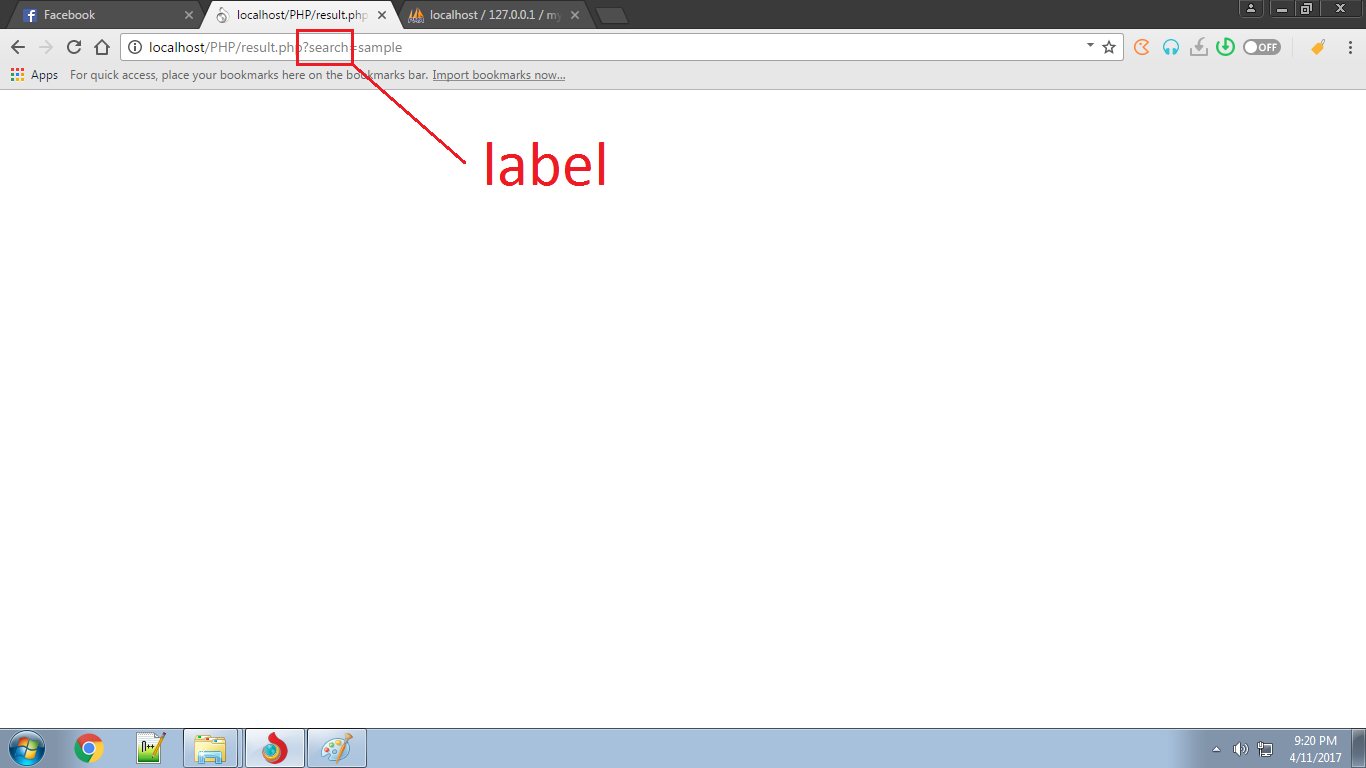 Facebook
localhost/PHP/result.php
localhost / 127.0.0.1 / my
localhost/PHP/result.php?search=sample
OFF
Apps
For quick access, place your bookmarks here on the bookmarks bar. Import bookmarks now...
label
9:20 PM
4/11/2017